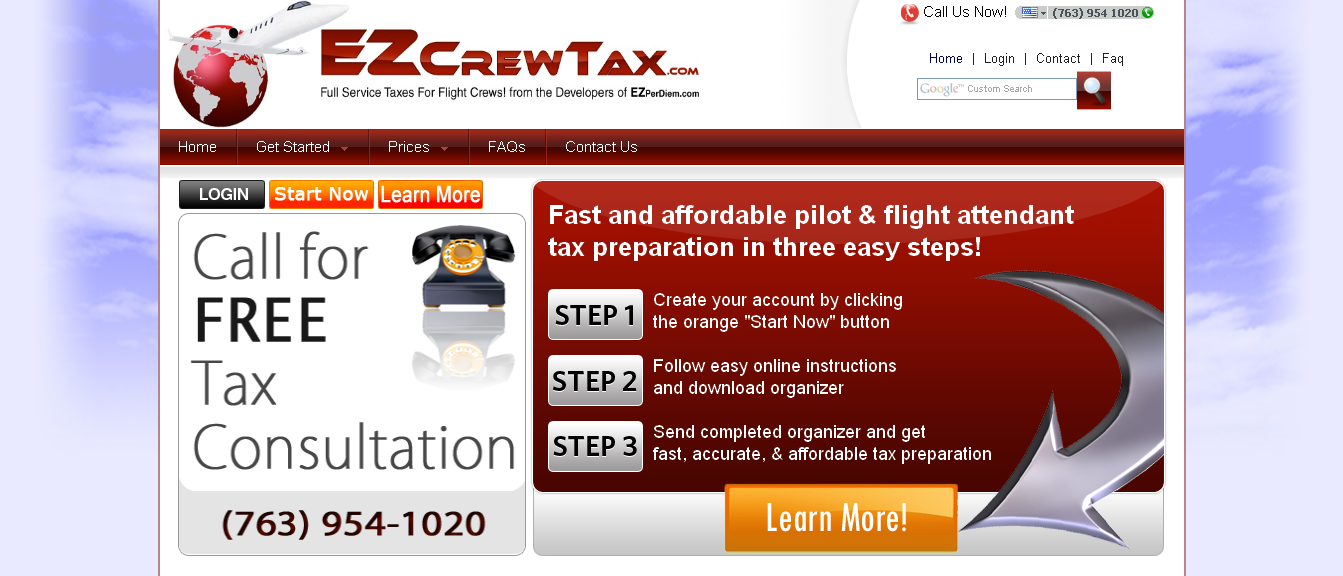 Call Us Now! (763) 954 1020
EZCREWTAX.COM
Full Service Taxes For Flight Crews! from the Developers of EZPerDiem.com
Home | Login | Contact | Faq
Google™ Custom Search
Home Get Started Prices FAQs Contact Us
LOGIN Start Now Learn More
Call for
FREE
Tax
Consultation
(763) 954-1020
Fast and affordable pilot & flight attendant
tax preparation in three easy steps!
STEP 1
Create your account by clicking
the orange "Start Now" button
STEP 2
Follow easy online instructions
and download organizer
STEP 3
Send completed organizer and get
fast, accurate, & affordable tax preparation
Learn More!